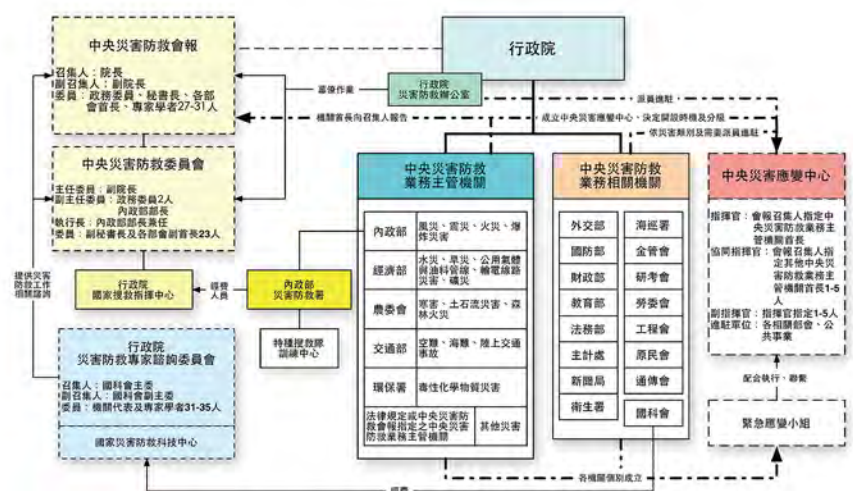 中央災害防救會報
召集人：院長
副召集人：副院長
委員：政務委員、秘書長、各部
會首長、專家學者27-31人
行政院
行政院
災害防救辦公室
幕僚作業
派員進駐
機關首長向召集人報告
成立中央災害應變中心、決定開設時機及分級
依災害類別及需要派員進駐
中央災害防救委員會
主任委員：副院長
副主任委員：政務委員2人
內政部部長
執行長：內政部部長兼任
委員：副秘書長及各部會副首長23人
提供災害
防救工作
相關諮詢
行政院
國家搜救指揮中心
經費
人員
內政部
災害防救署
特種搜救隊
訓練中心
行政院
災害防救專家諮詢委員會
召集人：國科會主委
副召集人：國科會副主委
委員：機關代表及專家學者31-35人
國家災害防救科技中心
中央災害防救
業務主管機關
內政部
風災、震災、火災、爆
炸災害
經濟部
水災、旱災、公用氣體
與油料管線、輸電線路
災害、礦災
農委會
寒害、土石流災害、森
林火災
交通部
空難、海難、陸上交通
事故
環保署
毒性化學物質災害
法律規定或中央災害防
救會報指定之中央災害
防救業務主管機關
其他災害
中央災害防救
業務相關機關
外交部
海巡署
國防部
金管會
財政部
研考會
教育部
勞委會
法務部
工程會
主計處
原民會
新聞局
通傳會
衛生署
國科會
中央災害應變中心
指揮官：會報召集人指定中
央災害防救業務主
管機關首長
協同指揮官：會報召集人指
定其他中央災
害防救業務主
管機關首長1-5
人
副指揮官：指揮官指定1-5人
進駐單位：各相關部會、公
共事業
配合執行、聯繫
緊急應變小組
各機關個別成立
經費